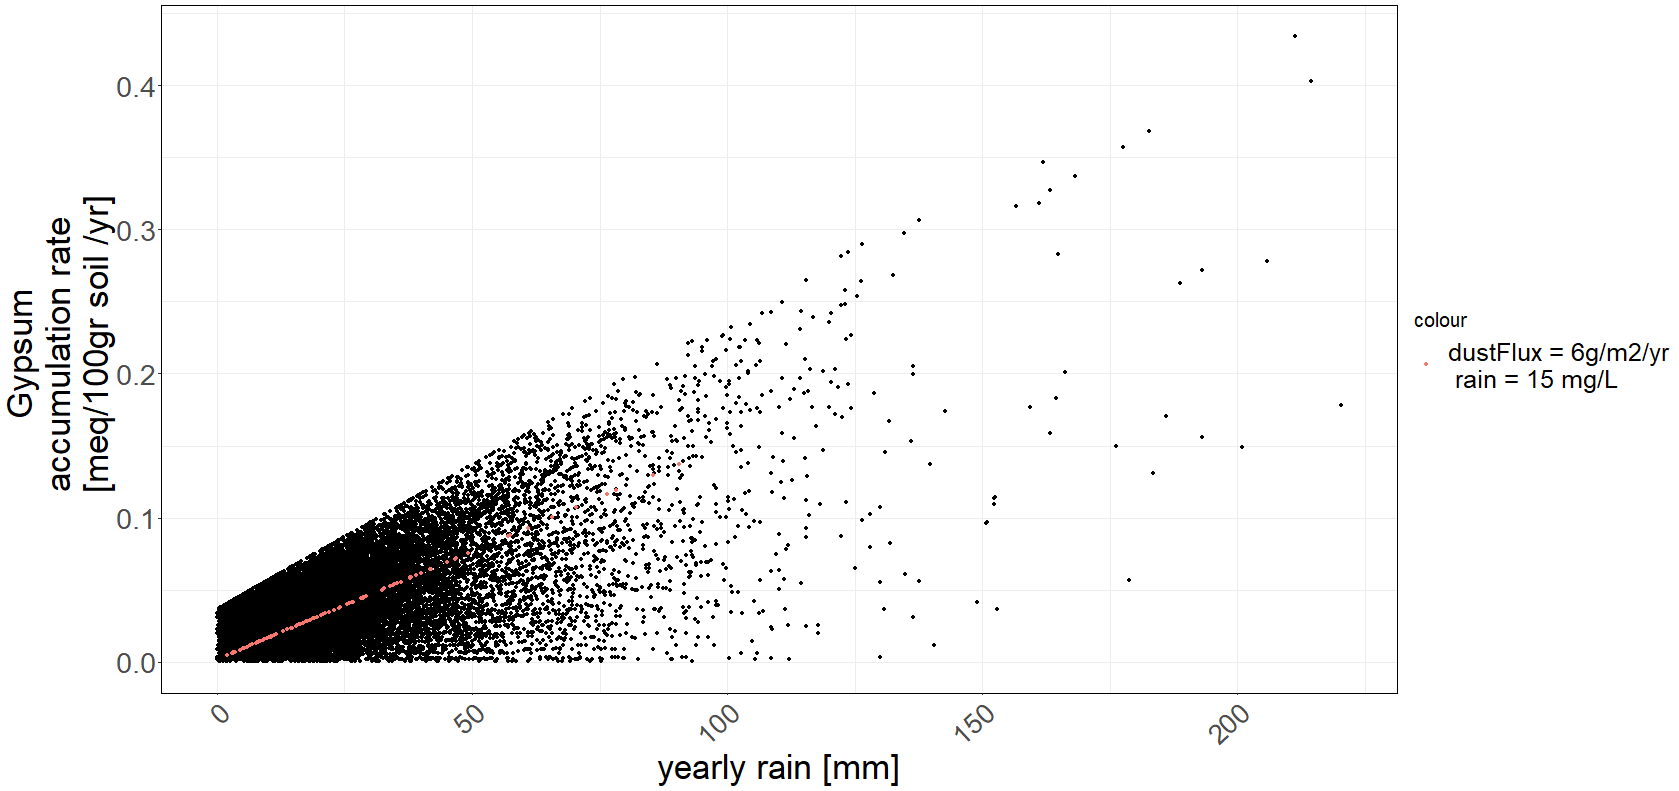 Gypsum
accumulation rate
[meq/100gr soil /yr]
0.4
0.3
0.2
0.1
0.0
0
50
100
150
200
yearly rain [mm]
colour
dustFlux = 6g/m2/yr
rain = 15 mg/L